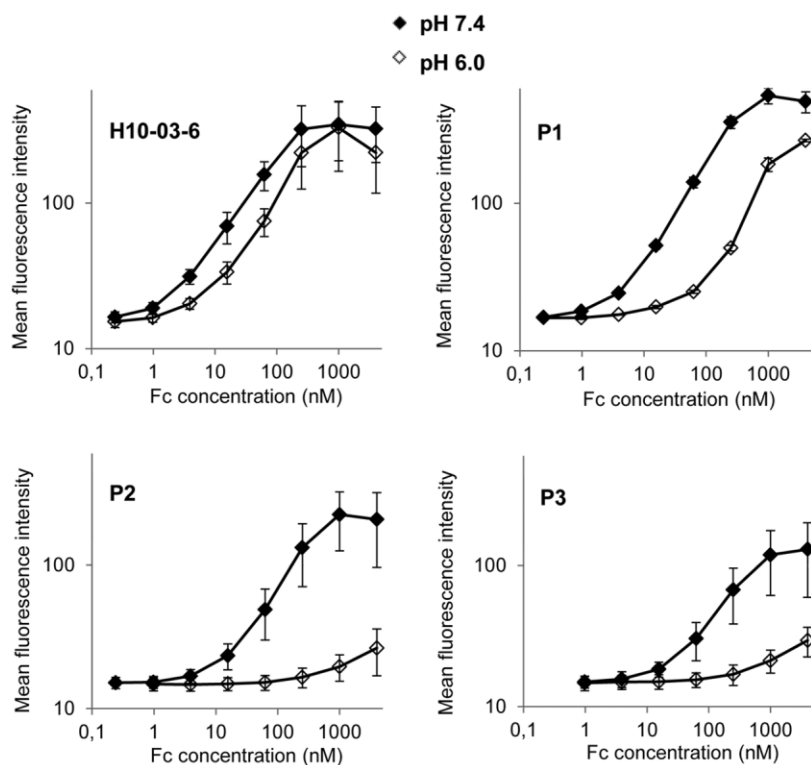 pH 7.4
pH 6.0
H10-03-6
Mean fluorescence intensity
100
10
0,1 1 10 100 1000
Fc concentration (nM)
P1
Mean fluorescence intensity
100
10
0,1 1 10 100 1000
Fc concentration (nM)
P2
Mean fluorescence intensity
100
10
0,1 1 10 100 1000
Fc concentration (nM)
P3
Mean fluorescence intensity
100
10
0,1 1 10 100 1000
Fc concentration (nM)